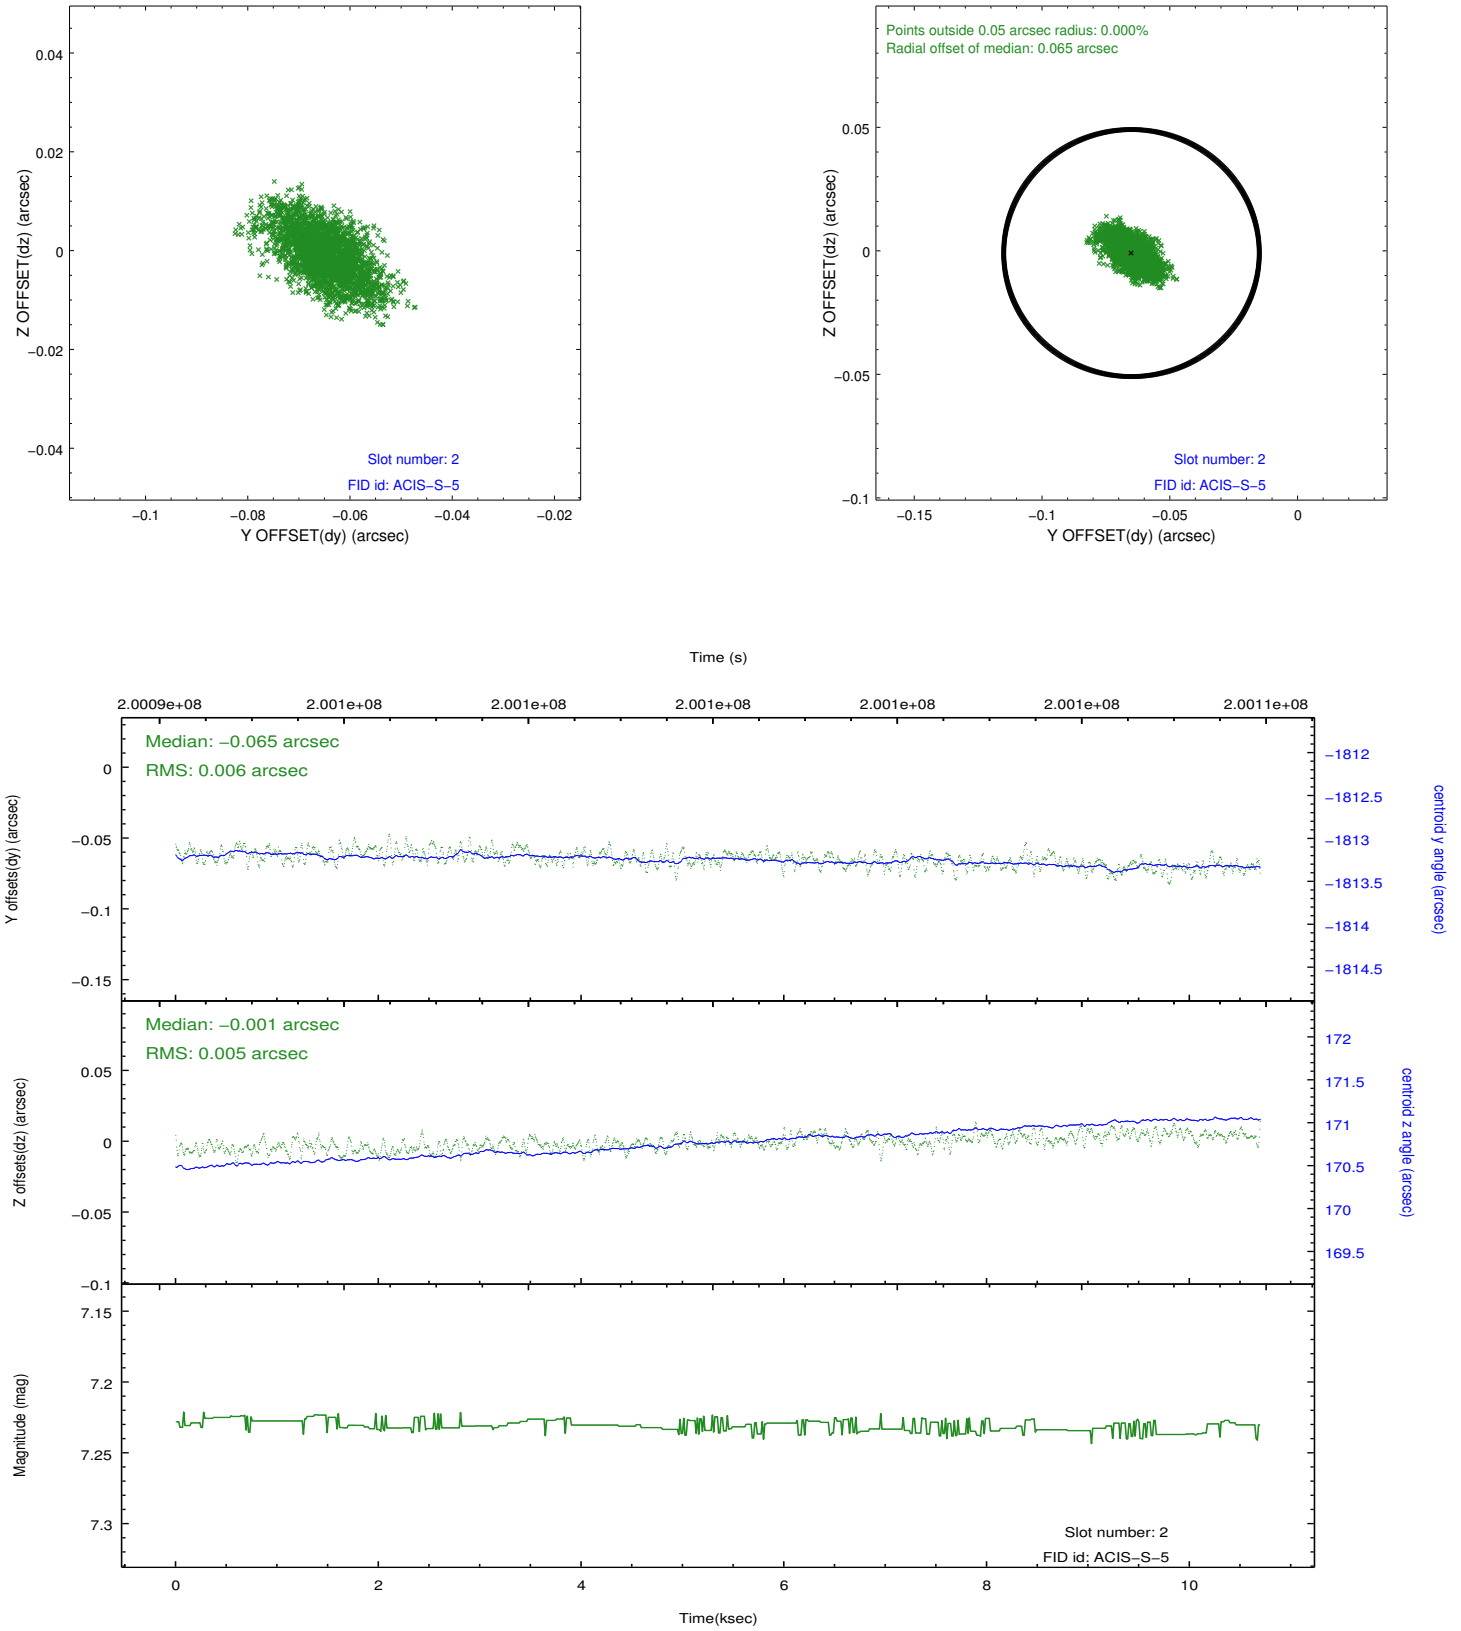 0.04
0.02
0
−0.02
−0.04
Z OFFSET(dz) (arcsec)
Slot number: 2
FID id: ACIS−S−5
−0.1 −0.08 −0.06 −0.04 −0.02
Y OFFSET(dy) (arcsec)
Points outside 0.05 arcsec radius: 0.000%
Radial offset of median: 0.065 arcsec
0.05
0
−0.05
−0.1
Z OFFSET(dz) (arcsec)
Slot number: 2
FID id: ACIS−S−5
−0.15 −0.1 −0.05 0
Y OFFSET(dy) (arcsec)
Time (s)
2.0009e+08 2.001e+08 2.001e+08 2.001e+08 2.001e+08 2.001e+08 2.0011e+08
Median: −0.065 arcsec
RMS: 0.006 arcsec
0
−0.05
−0.1
−0.15
Y offsets(dy) (arcsec)
−1812
−1812.5
−1813
−1813.5
−1814
−1814.5
centroid y angle (arcsec)
Median: −0.001 arcsec
RMS: 0.005 arcsec
0.05
0
−0.05
−0.1
Z offsets(dz) (arcsec)
172
171.5
171
170.5
170
169.5
centroid z angle (arcsec)
7.15
7.2
7.25
7.3
Magnitude (mag)
Slot number: 2
FID id: ACIS−S−5
0 2 4 6 8 10
Time(ksec)